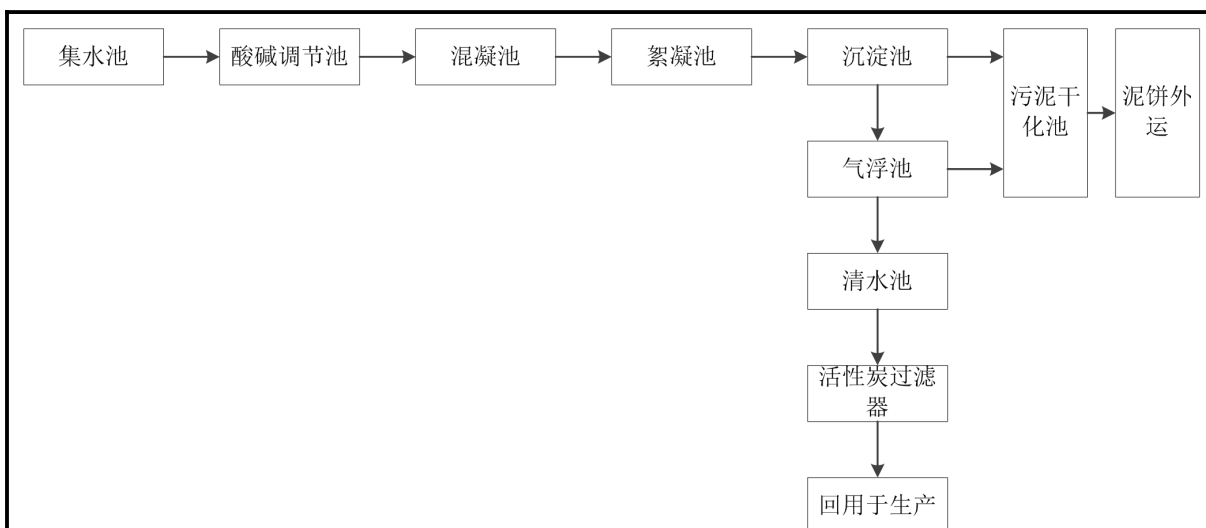 集水池
酸碱调节池
混凝池
絮凝池
沉淀池
污泥干
化池
泥饼外
运
气浮池
清水池
活性炭过滤
器
回用于生产